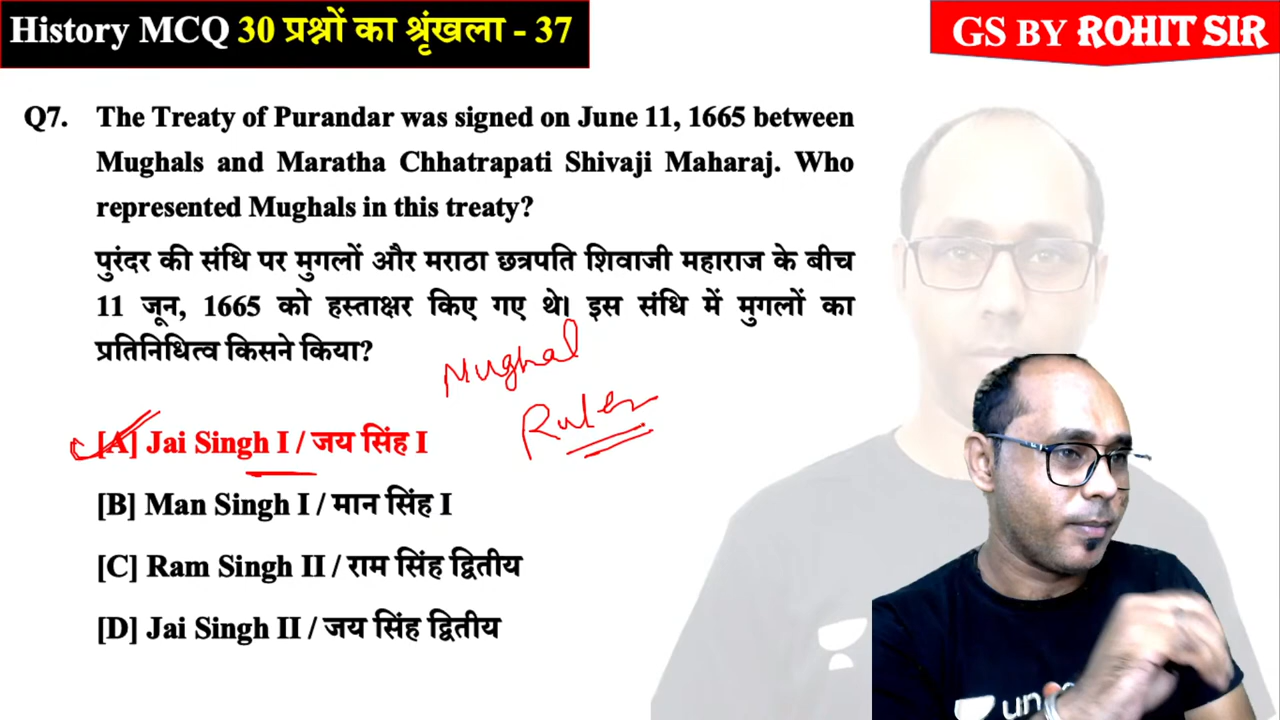 History MCQ 30 प्रश्नों का श्रृंखला - 37
GS BY ROHIT SIR
Q7. The Treaty of Purandar was signed on June 11, 1665 between
Mughals and Maratha Chhatrapati Shivaji Maharaj. Who
represented Mughals in this treaty?
पुरंदर की संधि पर मुगलों और मराठा छत्रपति शिवाजी महाराज के बीच
11 जून, 1665 को हस्ताक्षर किए गए थे। इस संधि में मुगलों का
प्रतिनिधित्व किसने किया?
Mughal
Ruler
[A] Jai Singh I / जय सिंह I
[B] Man Singh I / मान सिंह I
[C] Ram Singh II / राम सिंह द्वितीय
[D] Jai Singh II / जय सिंह द्वितीय